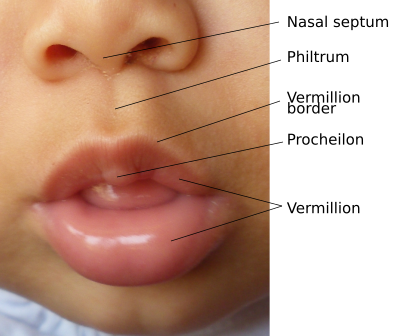 Nasal septum
Philtrum
Vermillion
border
Procheilon
Vermillion